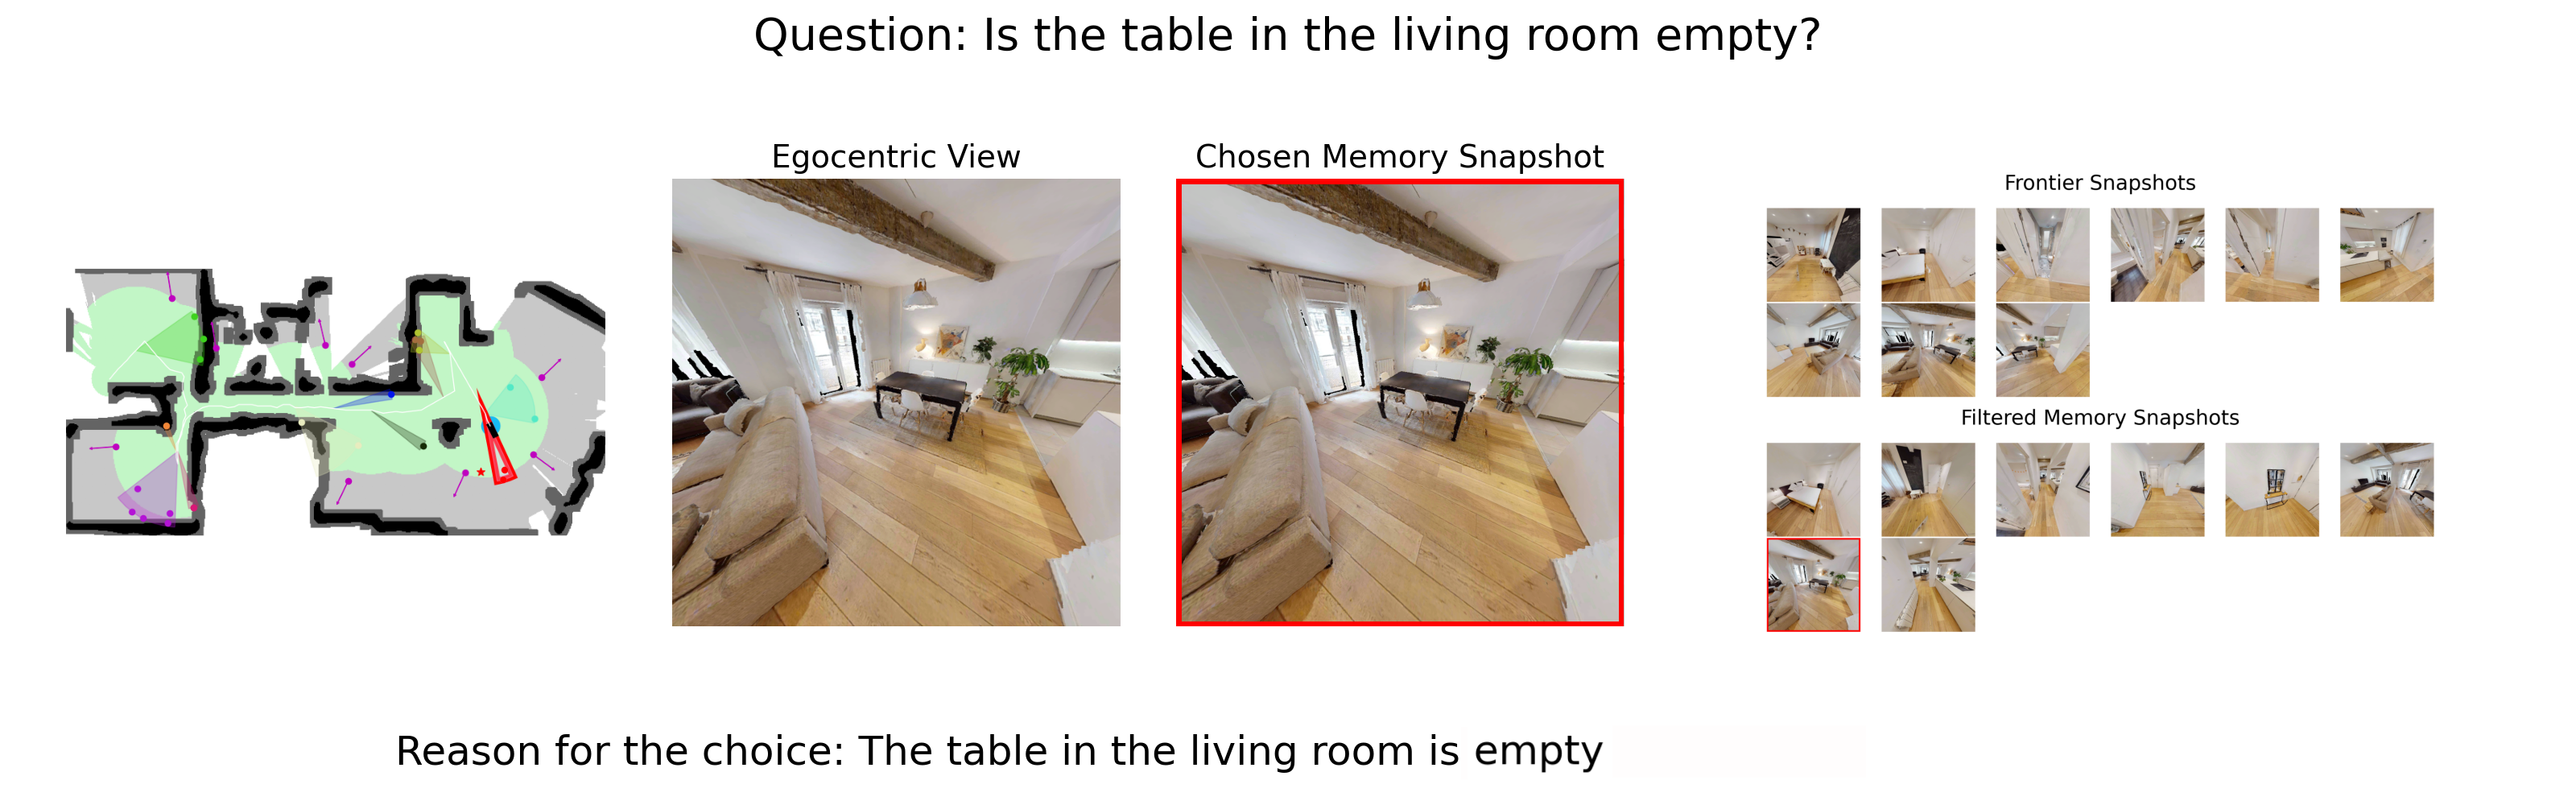 Question: Is the table in the living room empty?
Egocentric View
Chosen Memory Snapshot
Frontier Snapshots
Filtered Memory Snapshots
Reason for the choice: The table in the living room is empty